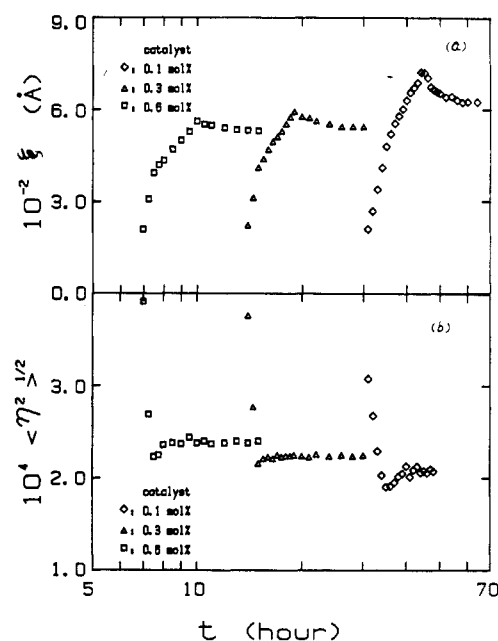 9.0
6.0
3.0
0.0
10⁻² ξ (Å)
catalyst
◇: 0.1 mol%
△: 0.3 mol%
□: 0.6 mol%
(a)
3.0
2.0
1.0
10⁴ <η²>^1/2
(b)
catalyst
◇: 0.1 mol%
△: 0.3 mol%
□: 0.6 mol%
5
10
70
t (hour)